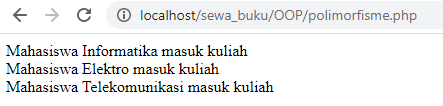 localhost/sewa_buku/OOP/polimorfisme.php
Mahasiswa Informatika masuk kuliah
Mahasiswa Elektro masuk kuliah
Mahasiswa Telekomunikasi masuk kuliah